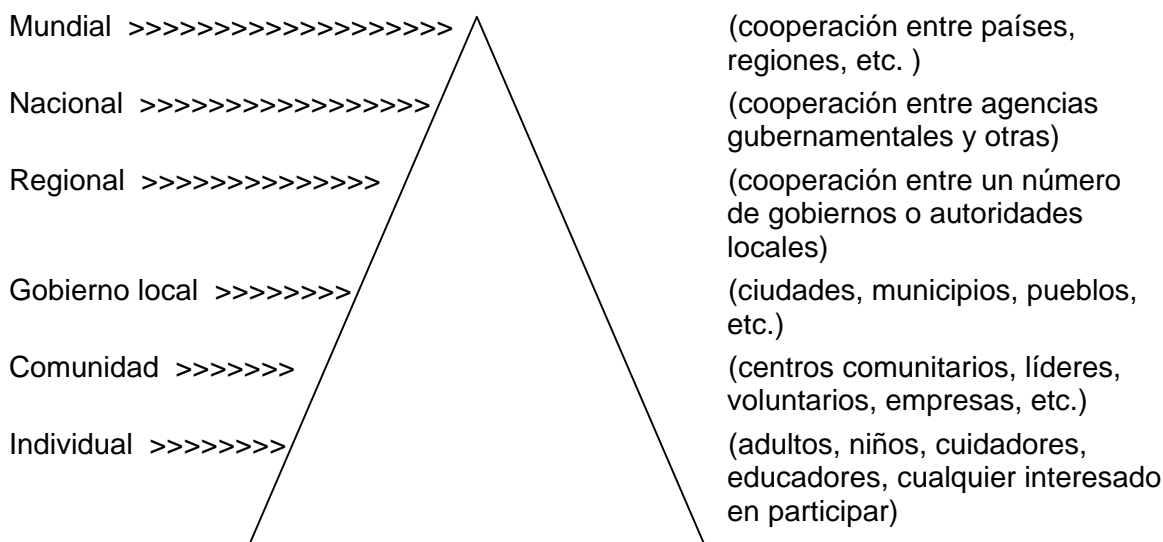 Mundial >>>>>>>>>>>>>>>>>>> (cooperación entre países,
regiones, etc. )
Nacional >>>>>>>>>>>>>>>>> (cooperación entre agencias
gubernamentales y otras)
Regional >>>>>>>>>>>>>> (cooperación entre un número
de gobiernos o autoridades
locales)
Gobierno local >>>>>>>> (ciudades, municipios, pueblos,
etc.)
Comunidad >>>>>>> (centros comunitarios, líderes,
voluntarios, empresas, etc.)
Individual >>>>>>>> (adultos, niños, cuidadores,
educadores, cualquier interesado
en participar)